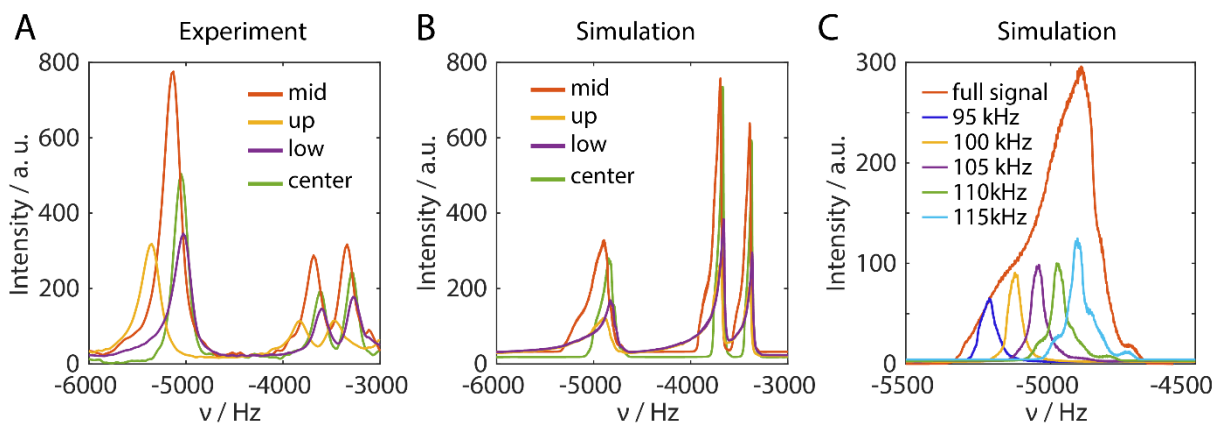 A
Experiment
B
Simulation
C
Simulation
800
600
400
200
0
Intensity / a. u.
mid
up
low
center
-6000
-5000
-4000
-3000
ν / Hz
800
600
400
200
0
Intensity / a.u.
mid
up
low
center
-6000
-5000
-4000
-3000
ν / Hz
300
200
100
0
Intensity / a.u.
full signal
95 kHz
100 kHz
105 kHz
110kHz
115kHz
-5500
-5000
-4500
ν / Hz